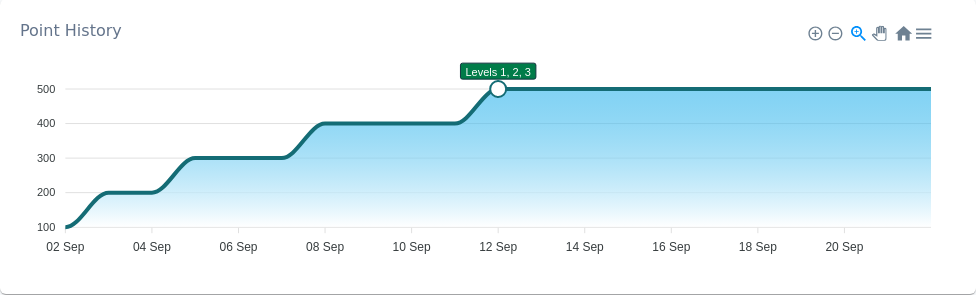 Point History
Levels 1, 2, 3
500
400
300
200
100
02 Sep 04 Sep 06 Sep 08 Sep 10 Sep 12 Sep 14 Sep 16 Sep 18 Sep 20 Sep